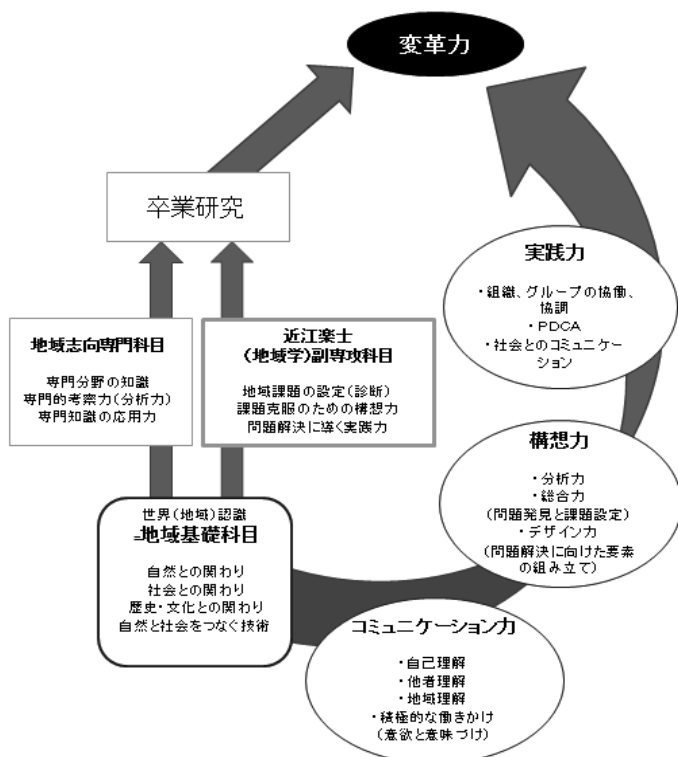 変革力
卒業研究
実践力
・組織、グループの協働、
協調
・PDCA
・社会とのコミュニケー
ション
地域志向専門科目
専門分野の知識
専門的考察力(分析力)
専門知識の応用力
近江楽士
(地域学)副専攻科目
地域課題の設定(診断)
課題克服のための構想力
問題解決に導く実践力
構想力
・分析力
・総合力
(問題発見と課題設定)
・デザイン力
(問題解決に向けた要素
の組み立て)
世界(地域)認識
=地域基礎科目
自然との関わり
社会との関わり
歴史・文化との関わり
自然と社会をつなぐ技術
コミュニケーション力
・自己理解
・他者理解
・地域理解
・積極的な働きかけ
(意欲と意味づけ)